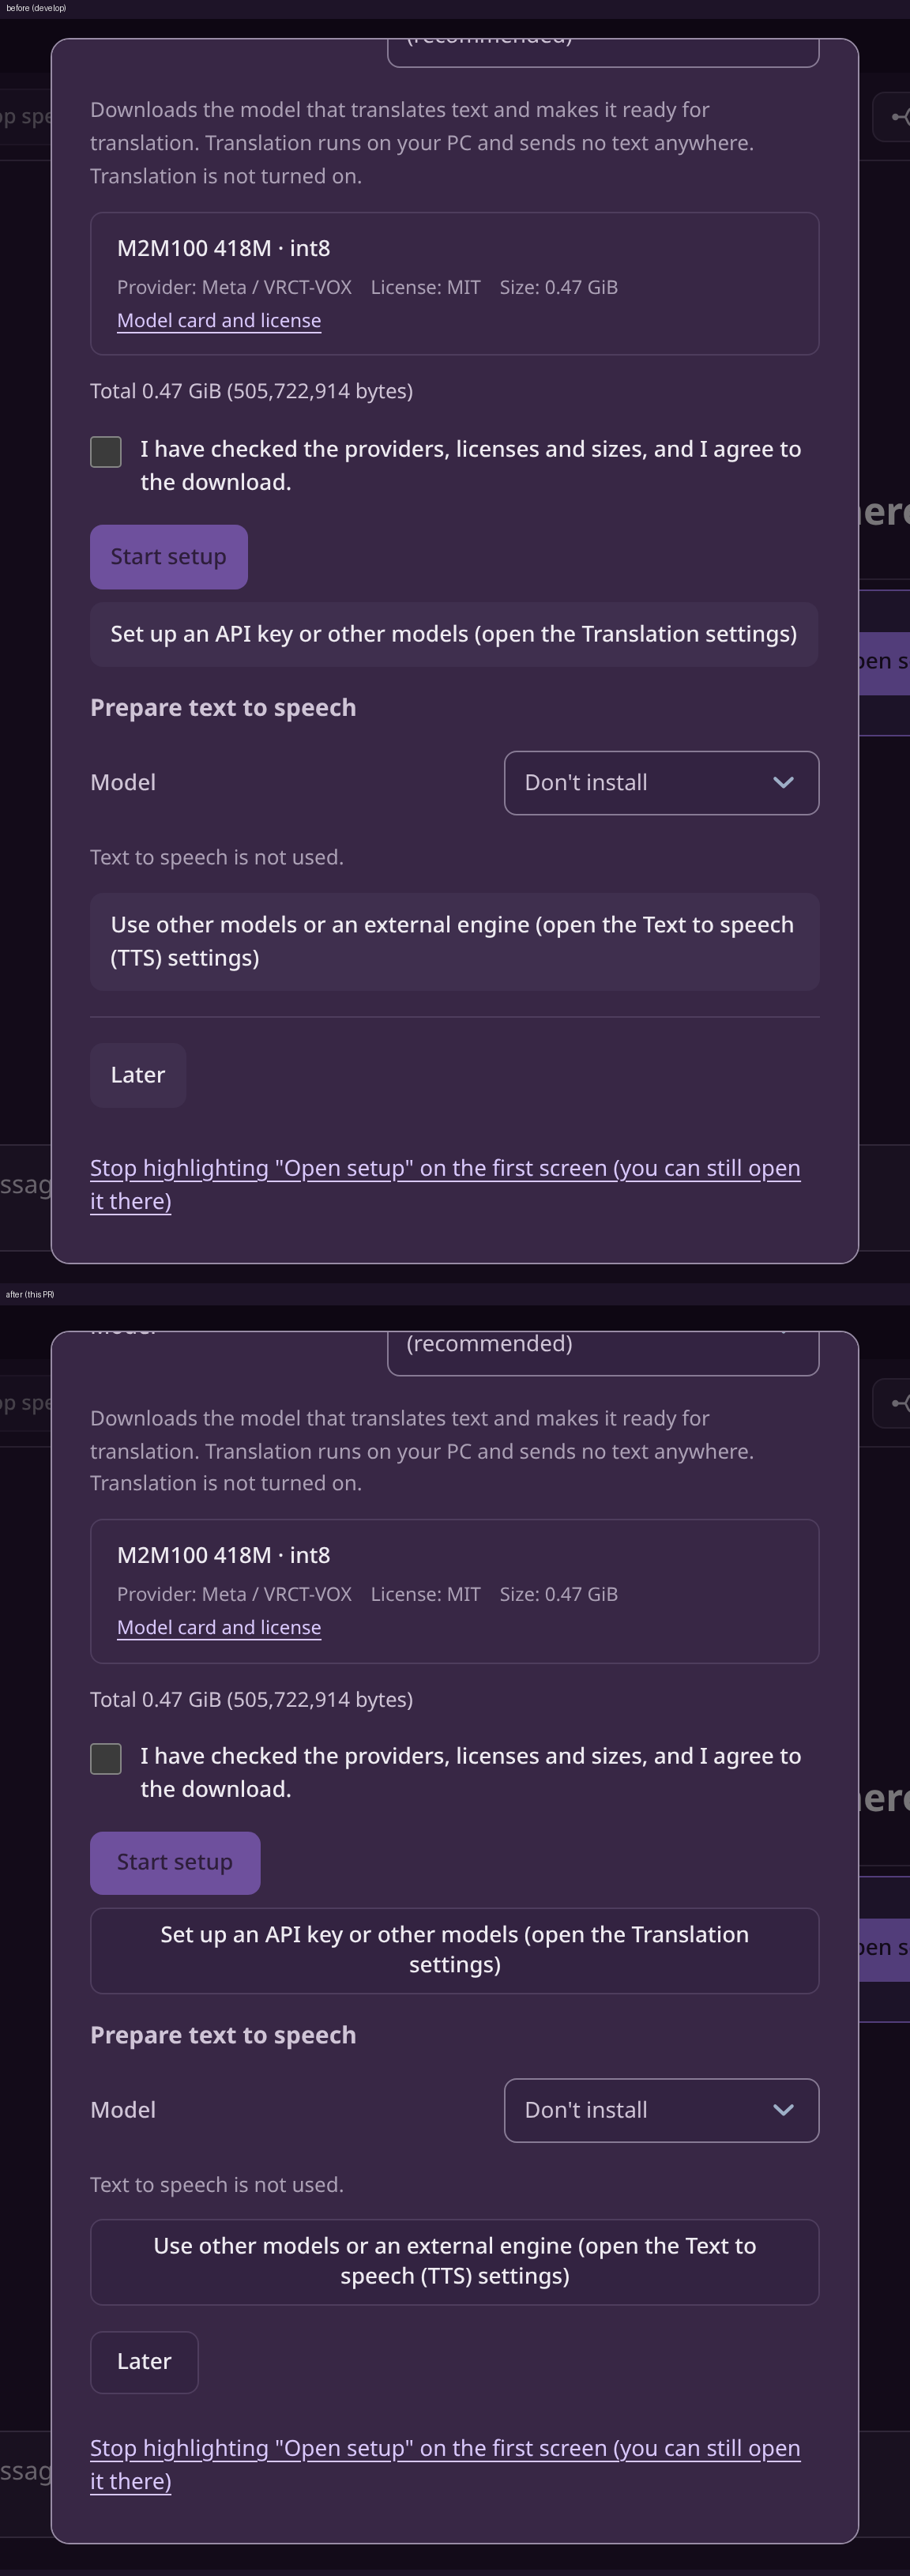 before (develop)
(recommended)
op spe
Downloads the model that translates text and makes it ready for
translation. Translation runs on your PC and sends no text anywhere.
Translation is not turned on.
M2M100 418M · int8
Provider: Meta / VRCT-VOX License: MIT Size: 0.47 GiB
Model card and license
Total 0.47 GiB (505,722,914 bytes)
I have checked the providers, licenses and sizes, and I agree to
the download.
here
Start setup
Set up an API key or other models (open the Translation settings)
pen s
Prepare text to speech
Model
Don't install
Text to speech is not used.
Use other models or an external engine (open the Text to speech
(TTS) settings)
Later
Stop highlighting "Open setup" on the first screen (you can still open
it there)
ssag
after (this PR)
Model
(recommended)
op spe
Downloads the model that translates text and makes it ready for
translation. Translation runs on your PC and sends no text anywhere.
Translation is not turned on.
M2M100 418M · int8
Provider: Meta / VRCT-VOX License: MIT Size: 0.47 GiB
Model card and license
Total 0.47 GiB (505,722,914 bytes)
I have checked the providers, licenses and sizes, and I agree to
the download.
here
Start setup
Set up an API key or other models (open the Translation
settings)
pen s
Prepare text to speech
Model
Don't install
Text to speech is not used.
Use other models or an external engine (open the Text to
speech (TTS) settings)
Later
Stop highlighting "Open setup" on the first screen (you can still open
it there)
ssag